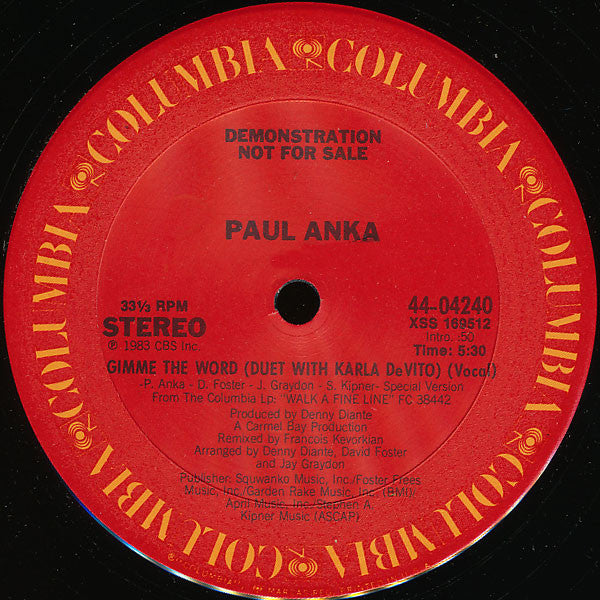 COLUMBIA COLUMBIA COLUMBIA COLUMBIA COLUMBIA COLUMBIA
DEMONSTRATION
NOT FOR SALE
PAUL ANKA
33⅓ RPM
STEREO
℗ 1983 CBS Inc.
44-04240
XSS 169512
Intro. :50
Time: 5:30
GIMME THE WORD (DUET WITH KARLA DeVITO) (Vocal)
-P. Anka- D. Foster- J. Graydon- S. Kipner- Special Version
From The Columbia Lp: "WALK A FINE LINE" FC 38442
Produced by Denny Diante
A Carmel Bay Production
Remixed by Francois Kevorkian
Arranged by Denny Diante, David Foster
and Jay Graydon
Publisher: Squwanko Music, Inc./Foster Frees
Music, Inc./Garden Rake Music, Inc. (BMI)
April Music, Inc./Stephen A.
Kipner Music (ASCAP)
"COLUMBIA"